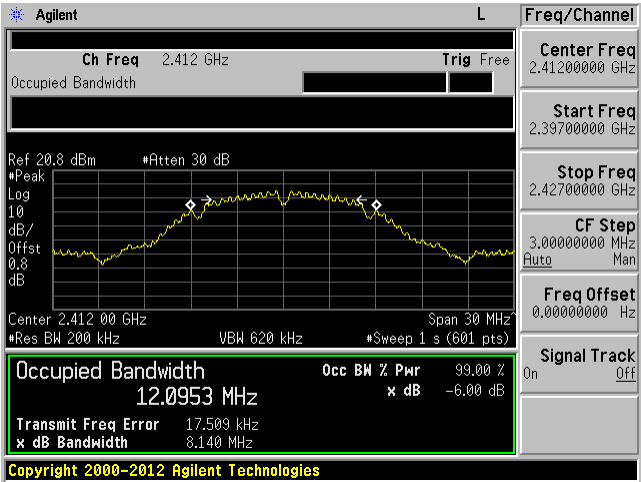 Agilent L Freq/Channel
Ch Freq 2.412 GHz Trig Free
Occupied Bandwidth
Center Freq
2.41200000 GHz
Start Freq
2.39700000 GHz
Stop Freq
2.42700000 GHz
CF Step
3.00000000 MHz
Auto Man
Freq Offset
0.00000000 Hz
Signal Track
On Off
Ref 20.8 dBm #Atten 30 dB
#Peak
Log
10
dB/
Offst
0.8
dB
Center 2.412 00 GHz Span 30 MHz^
#Res BW 200 kHz VBW 620 kHz #Sweep 1 s (601 pts)
Occupied Bandwidth Occ BW % Pwr 99.00 %
12.0953 MHz x dB -6.00 dB
Transmit Freq Error 17.509 kHz
x dB Bandwidth 8.140 MHz
Copyright 2000-2012 Agilent Technologies